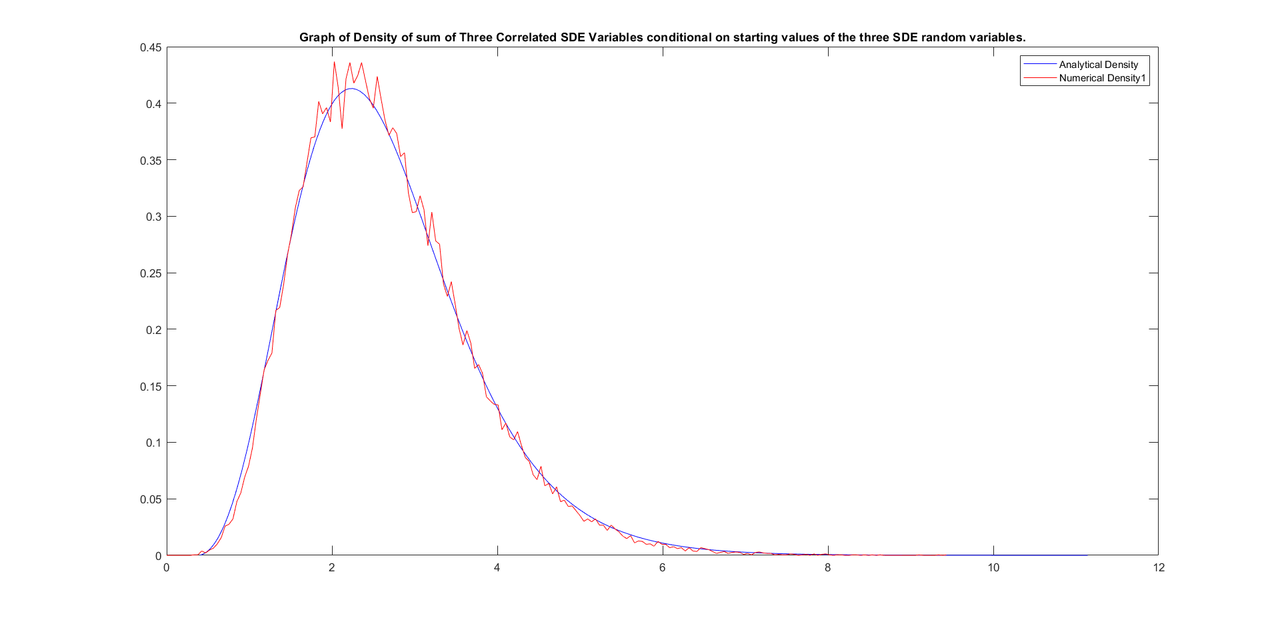 Graph of Density of sum of Three Correlated SDE Variables conditional on starting values of the three SDE random variables.
Analytical Density
Numerical Density1
0.45
0.4
0.35
0.3
0.25
0.2
0.15
0.1
0.05
0
0 2 4 6 8 10 12